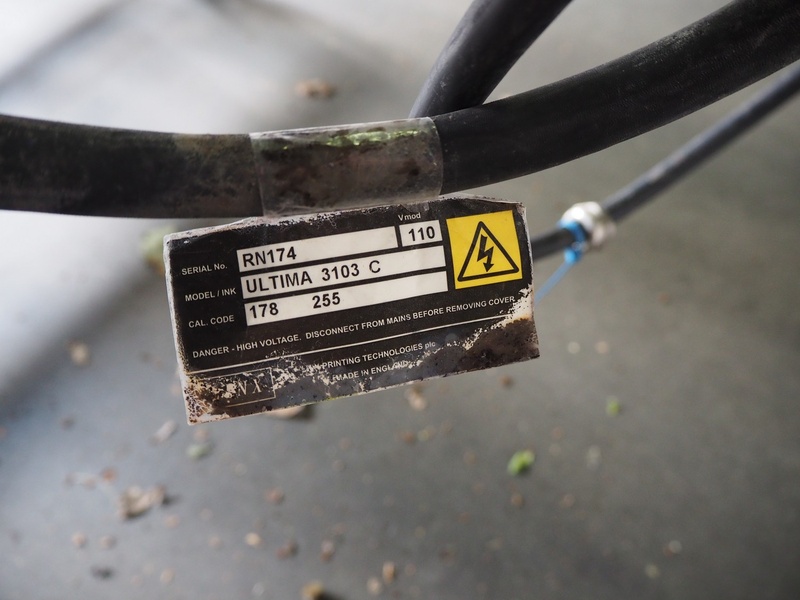 Vmod
SERIAL No. RN174 110
MODEL / INK ULTIMA 3103 C
CAL. CODE 178 255
DANGER - HIGH VOLTAGE. DISCONNECT FROM MAINS BEFORE REMOVING COVER
PRINTING TECHNOLOGIES plc
MADE IN ENGLAND